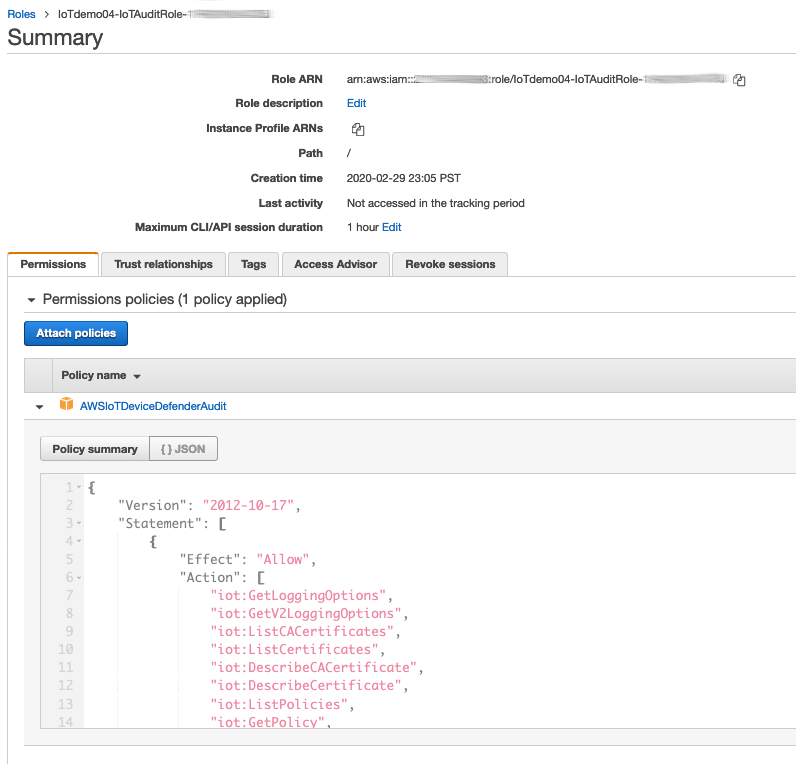 Roles > IoTdemo04-IoTAuditRole-
Summary
Role ARN arn:aws:iam:: :role/IoTdemo04-IoTAuditRole-
Role description Edit
Instance Profile ARNs
Path /
Creation time 2020-02-29 23:05 PST
Last activity Not accessed in the tracking period
Maximum CLI/API session duration 1 hour Edit
Permissions Trust relationships Tags Access Advisor Revoke sessions
Permissions policies (1 policy applied)
Attach policies
Policy name
AWSIoTDeviceDefenderAudit
Policy summary { } JSON
1 {
2 "Version": "2012-10-17",
3 "Statement": [
4 {
5 "Effect": "Allow",
6 "Action": [
7 "iot:GetLoggingOptions",
8 "iot:GetV2LoggingOptions",
9 "iot:ListCACertificates",
10 "iot:ListCertificates",
11 "iot:DescribeCACertificate",
12 "iot:DescribeCertificate",
13 "iot:ListPolicies",
14 "iot:GetPolicy",